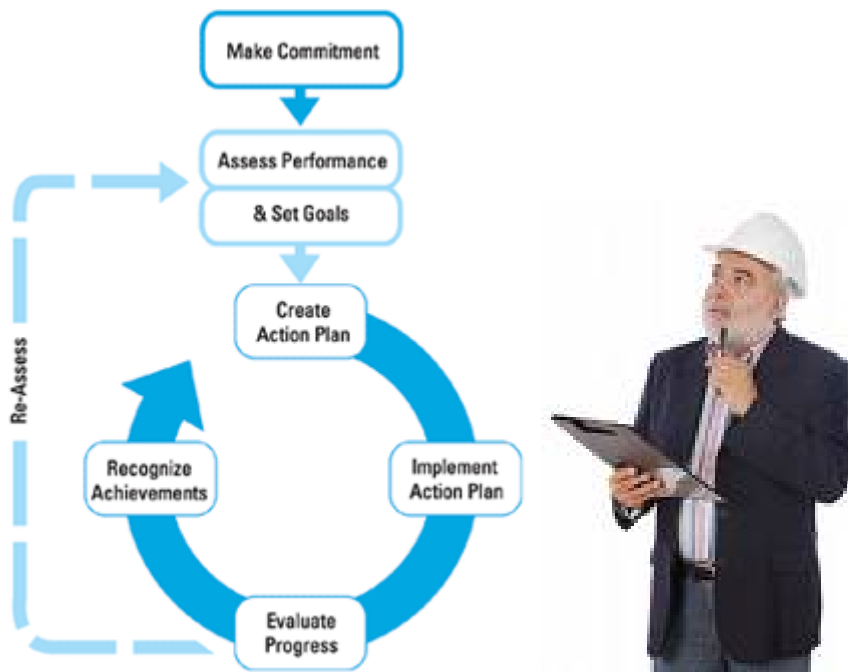 Make Commitment
Assess Performance
& Set Goals
Create
Action Plan
Re-Assess
Recognize
Achievements
Implement
Action Plan
Evaluate
Progress